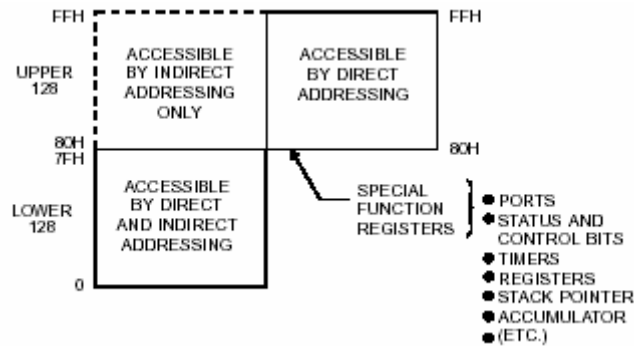 FFH
FFH
UPPER
128
ACCESSIBLE
BY INDIRECT
ADDRESSING
ONLY
ACCESSIBLE
BY DIRECT
ADDRESSING
80H
7FH
80H
LOWER
128
ACCESSIBLE
BY DIRECT
AND INDIRECT
ADDRESSING
0
SPECIAL
FUNCTION
REGISTERS
● PORTS
● STATUS AND
CONTROL BITS
● TIMERS
● REGISTERS
● STACK POINTER
● ACCUMULATOR
● (ETC.)